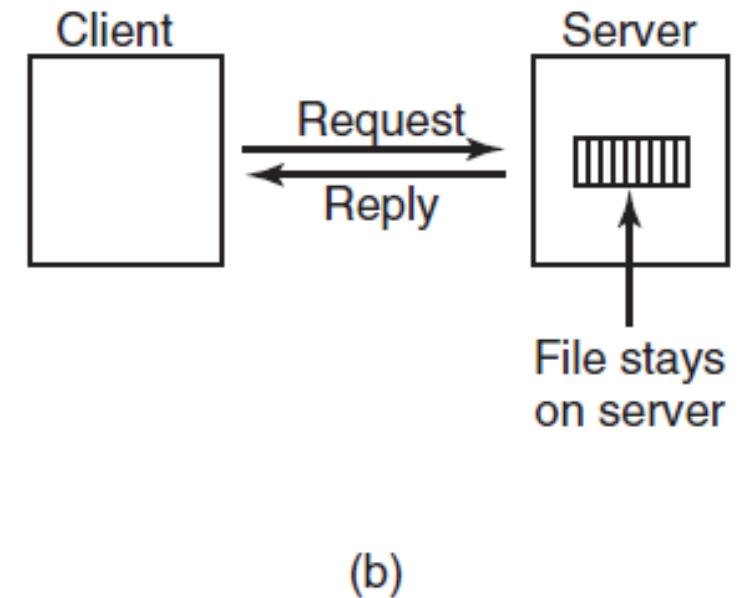 Client
Server
Request
Reply
File stays
on server
(b)